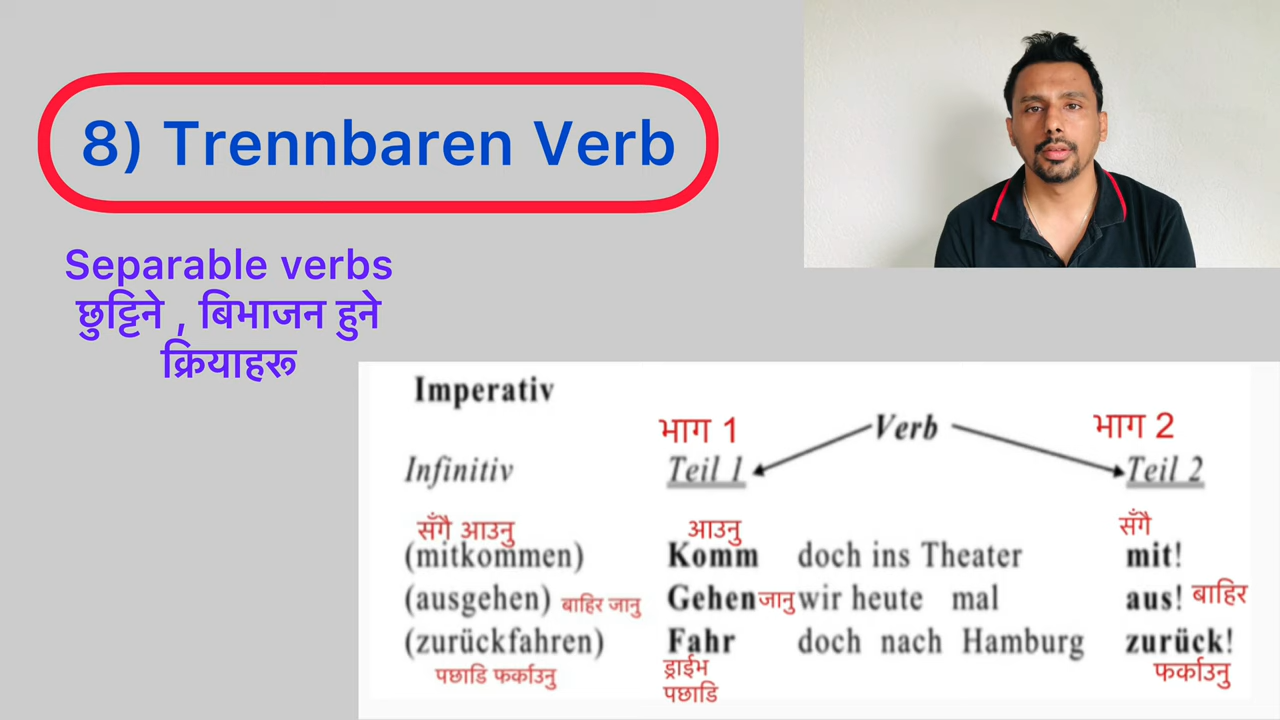 8) Trennbaren Verb
Separable verbs
छुट्टिने , बिभाजन हुने
क्रियाहरू
Imperativ
भाग 1 Verb भाग 2
Infinitiv Teil 1 Teil 2
सँगै आउनु आउनु सँगै
(mitkommen) Komm doch ins Theater mit!
(ausgehen) बाहिर जानु Gehen जानु wir heute mal aus! बाहिर
(zurückfahren) Fahr doch nach Hamburg zurück!
पछाडि फर्काउनु ड्राईभ फर्काउनु
पछाडि